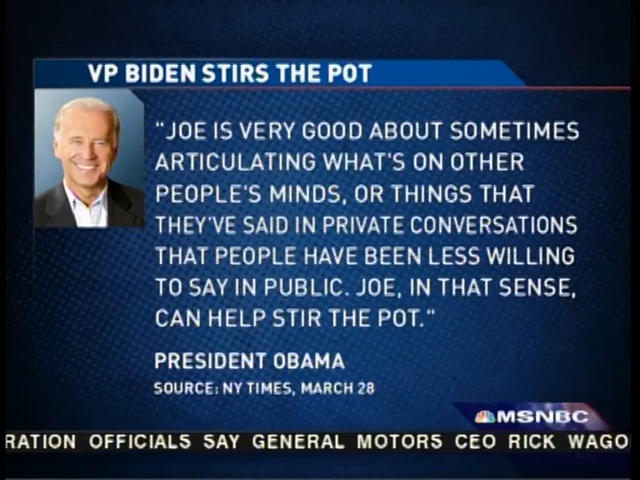 VP BIDEN STIRS THE POT
"JOE IS VERY GOOD ABOUT SOMETIMES
ARTICULATING WHAT'S ON OTHER
PEOPLE'S MINDS, OR THINGS THAT
THEY'VE SAID IN PRIVATE CONVERSATIONS
THAT PEOPLE HAVE BEEN LESS WILLING
TO SAY IN PUBLIC. JOE, IN THAT SENSE,
CAN HELP STIR THE POT."
PRESIDENT OBAMA
SOURCE: NY TIMES, MARCH 28
MSNBC
RATION OFFICIALS SAY GENERAL MOTORS CEO RICK WAGO